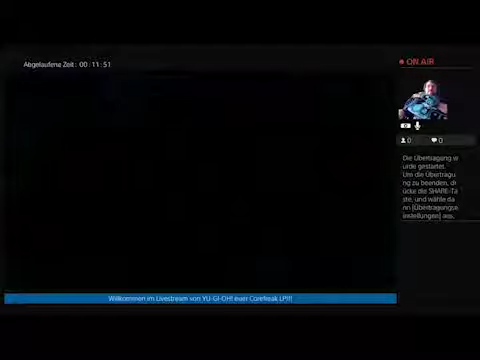 Abgelaufene Zeit: 00:11:51
ON AIR
0 0
Die Übertragung w
urde gestartet.
Um die Übertragu
ng zu beenden, dr
ücke die SHARE-Ta
ste, und wähle da
nn [Übertragungse
instellungen] aus.
Willkommen im Livestream von YU-GI-OH! euer Corefreak LP!!!